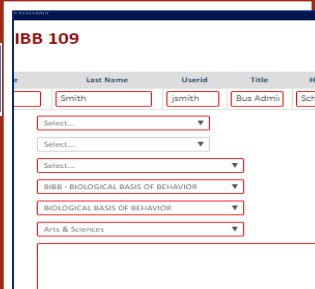 IBB 109
e Last Name Userid Title H
Smith jsmith Bus Admi Sch
Select...
Select...
Select...
BIBB - BIOLOGICAL BASIS OF BEHAVIOR
BIOLOGICAL BASIS OF BEHAVIOR
Arts & Sciences